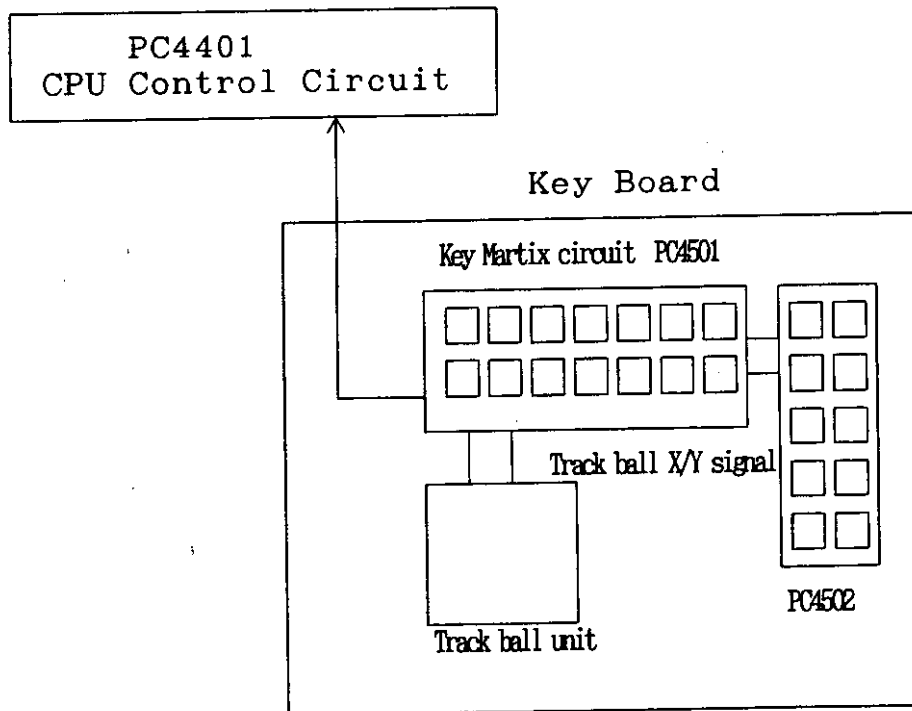 PC4401
CPU Control Circuit
Key Board
Key Martix circuit PC4501
Track ball X/Y signal
PC4502
Track ball unit